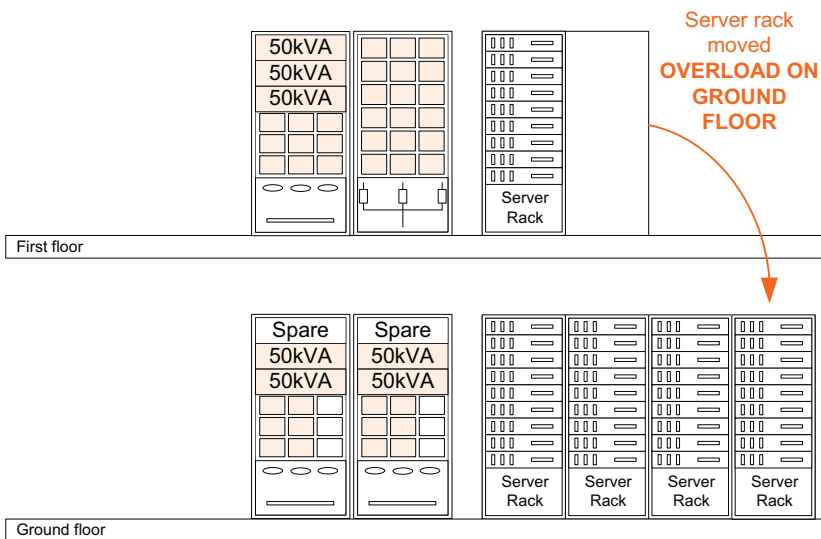 Server rack
moved
OVERLOAD ON
GROUND
FLOOR
50kVA
50kVA
50kVA
Server
Rack
First floor
Spare
Spare
50kVA
50kVA
50kVA
50kVA
Server
Rack
Server
Rack
Server
Rack
Server
Rack
Ground floor